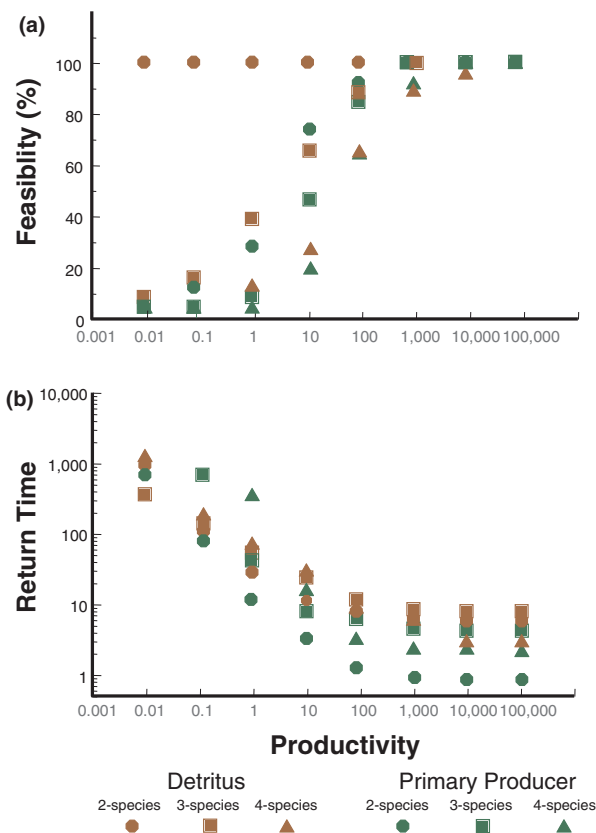 (a)
Feasiblity (%)
100
80
60
40
20
0
0.001 0.01 0.1 1 10 100 1,000 10,000 100,000
(b)
Return Time
10,000
1,000
100
10
1
0.001 0.01 0.1 1 10 100 1,000 10,000 100,000
Productivity
Detritus Primary Producer
2-species 3-species 4-species 2-species 3-species 4-species